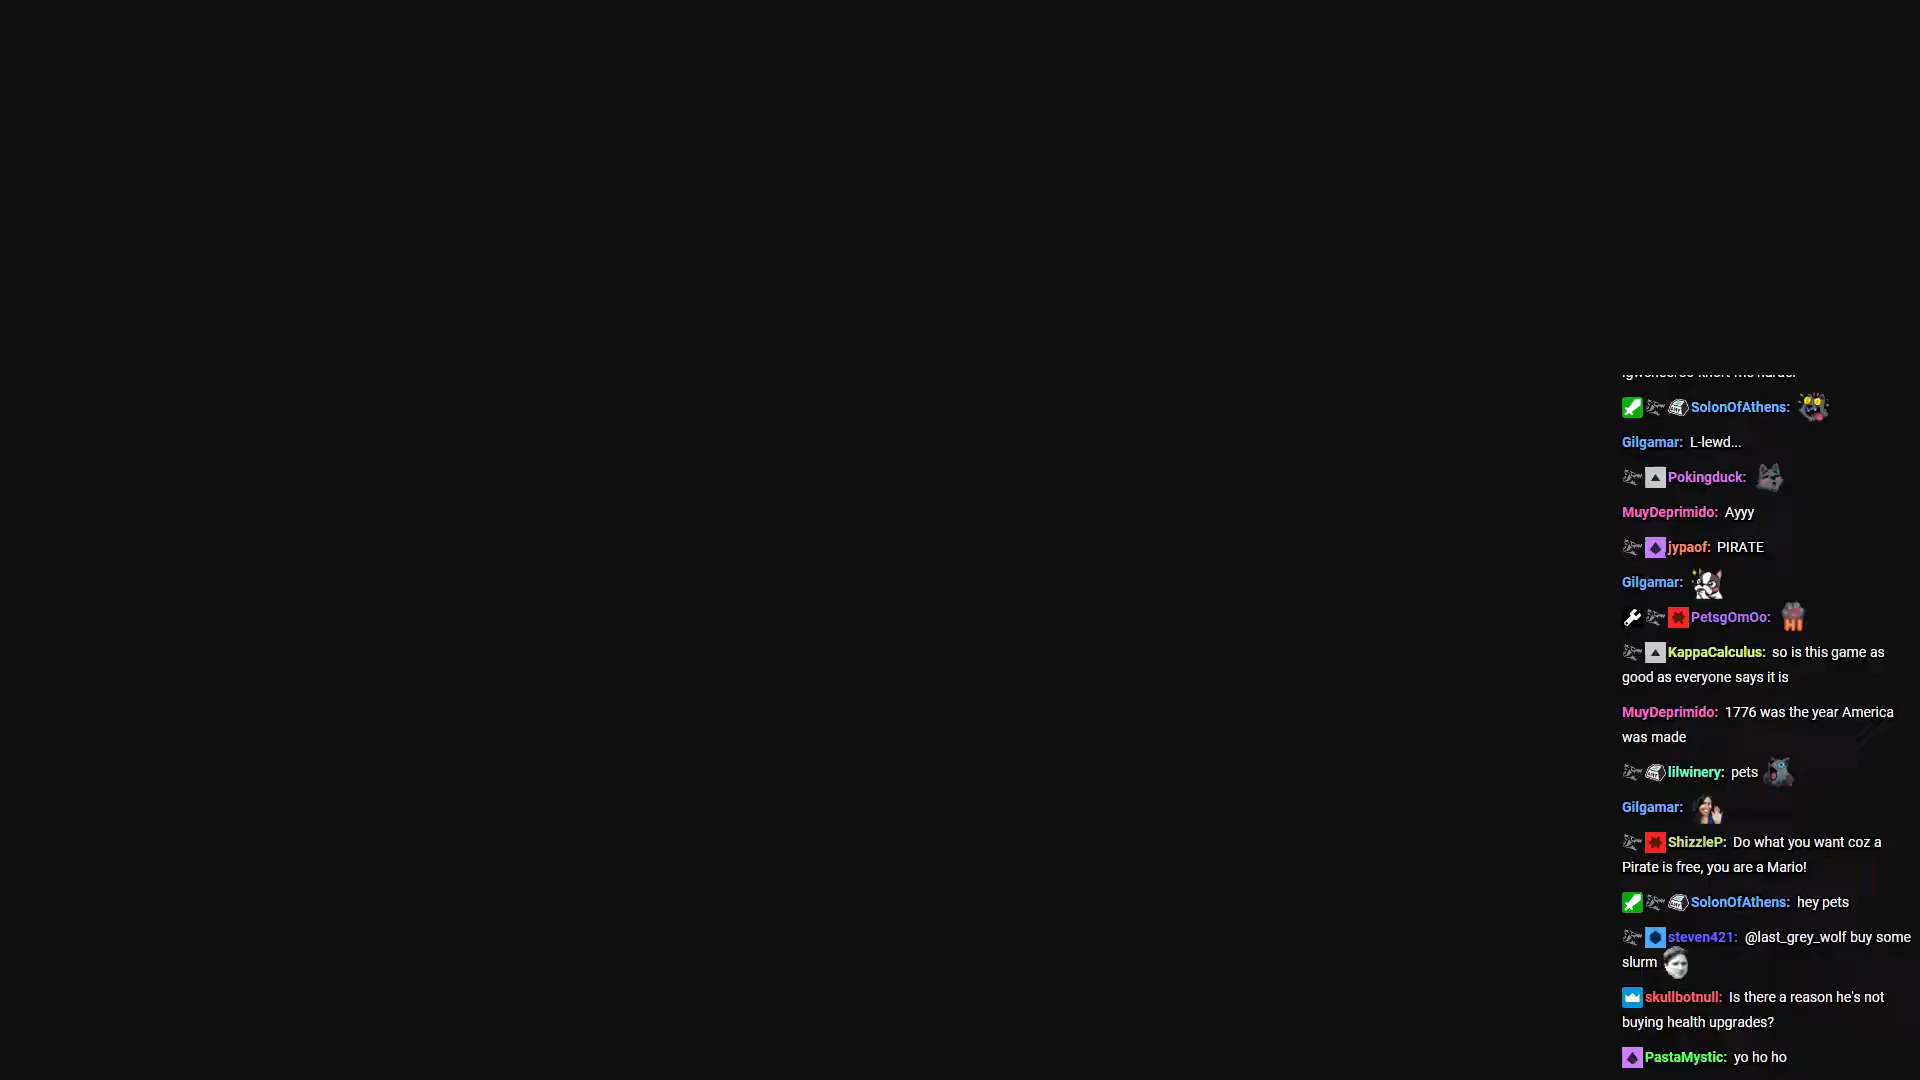 SolonOfAthens:
Gilgamar: L-lewd...
Pokingduck:
MuyDeprimido: Ayyy
jypaof: PIRATE
Gilgamar:
PetsgOmOo: HI
KappaCalculus: so is this game as
good as everyone says it is
MuyDeprimido: 1776 was the year America
was made
lilwinery: pets
Gilgamar:
ShizzleP: Do what you want coz a
Pirate is free, you are a Mario!
SolonOfAthens: hey pets
steven421: @last_grey_wolf buy some
slurm
skullbotnull: Is there a reason he's not
buying health upgrades?
PastaMystic: yo ho ho